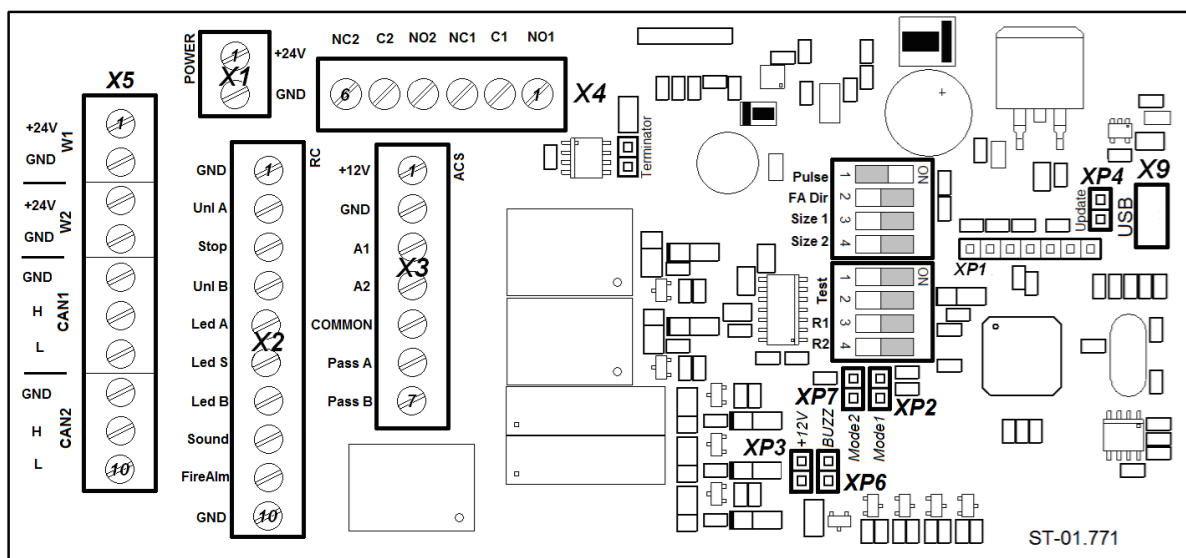 X5
1
+24V
GND
W1
+24V
GND
W2
GND
H
L
CAN1
GND
H
L
CAN2
10
POWER
1
X1
+24V
GND
NC2 C2 NO2 NC1 C1 NO1
6
1
X4
RC
GND
1
Unl A
Stop
Unl B
Led A
X2
Led S
Led B
Sound
FireAlm
GND
10
ACS
+12V
1
GND
A1
X3
A2
COMMON
Pass A
Pass B
7
Terminator
+
Pulse 1 ON
FA Dir 2
Size 1 3
Size 2 4
Test 1 ON
2
R1 3
R2 4
XP4
Update
X9
USB
XP1
XP7
XP2
Mode2
Mode1
XP3
+12V
BUZZ
XP6
ST-01.771